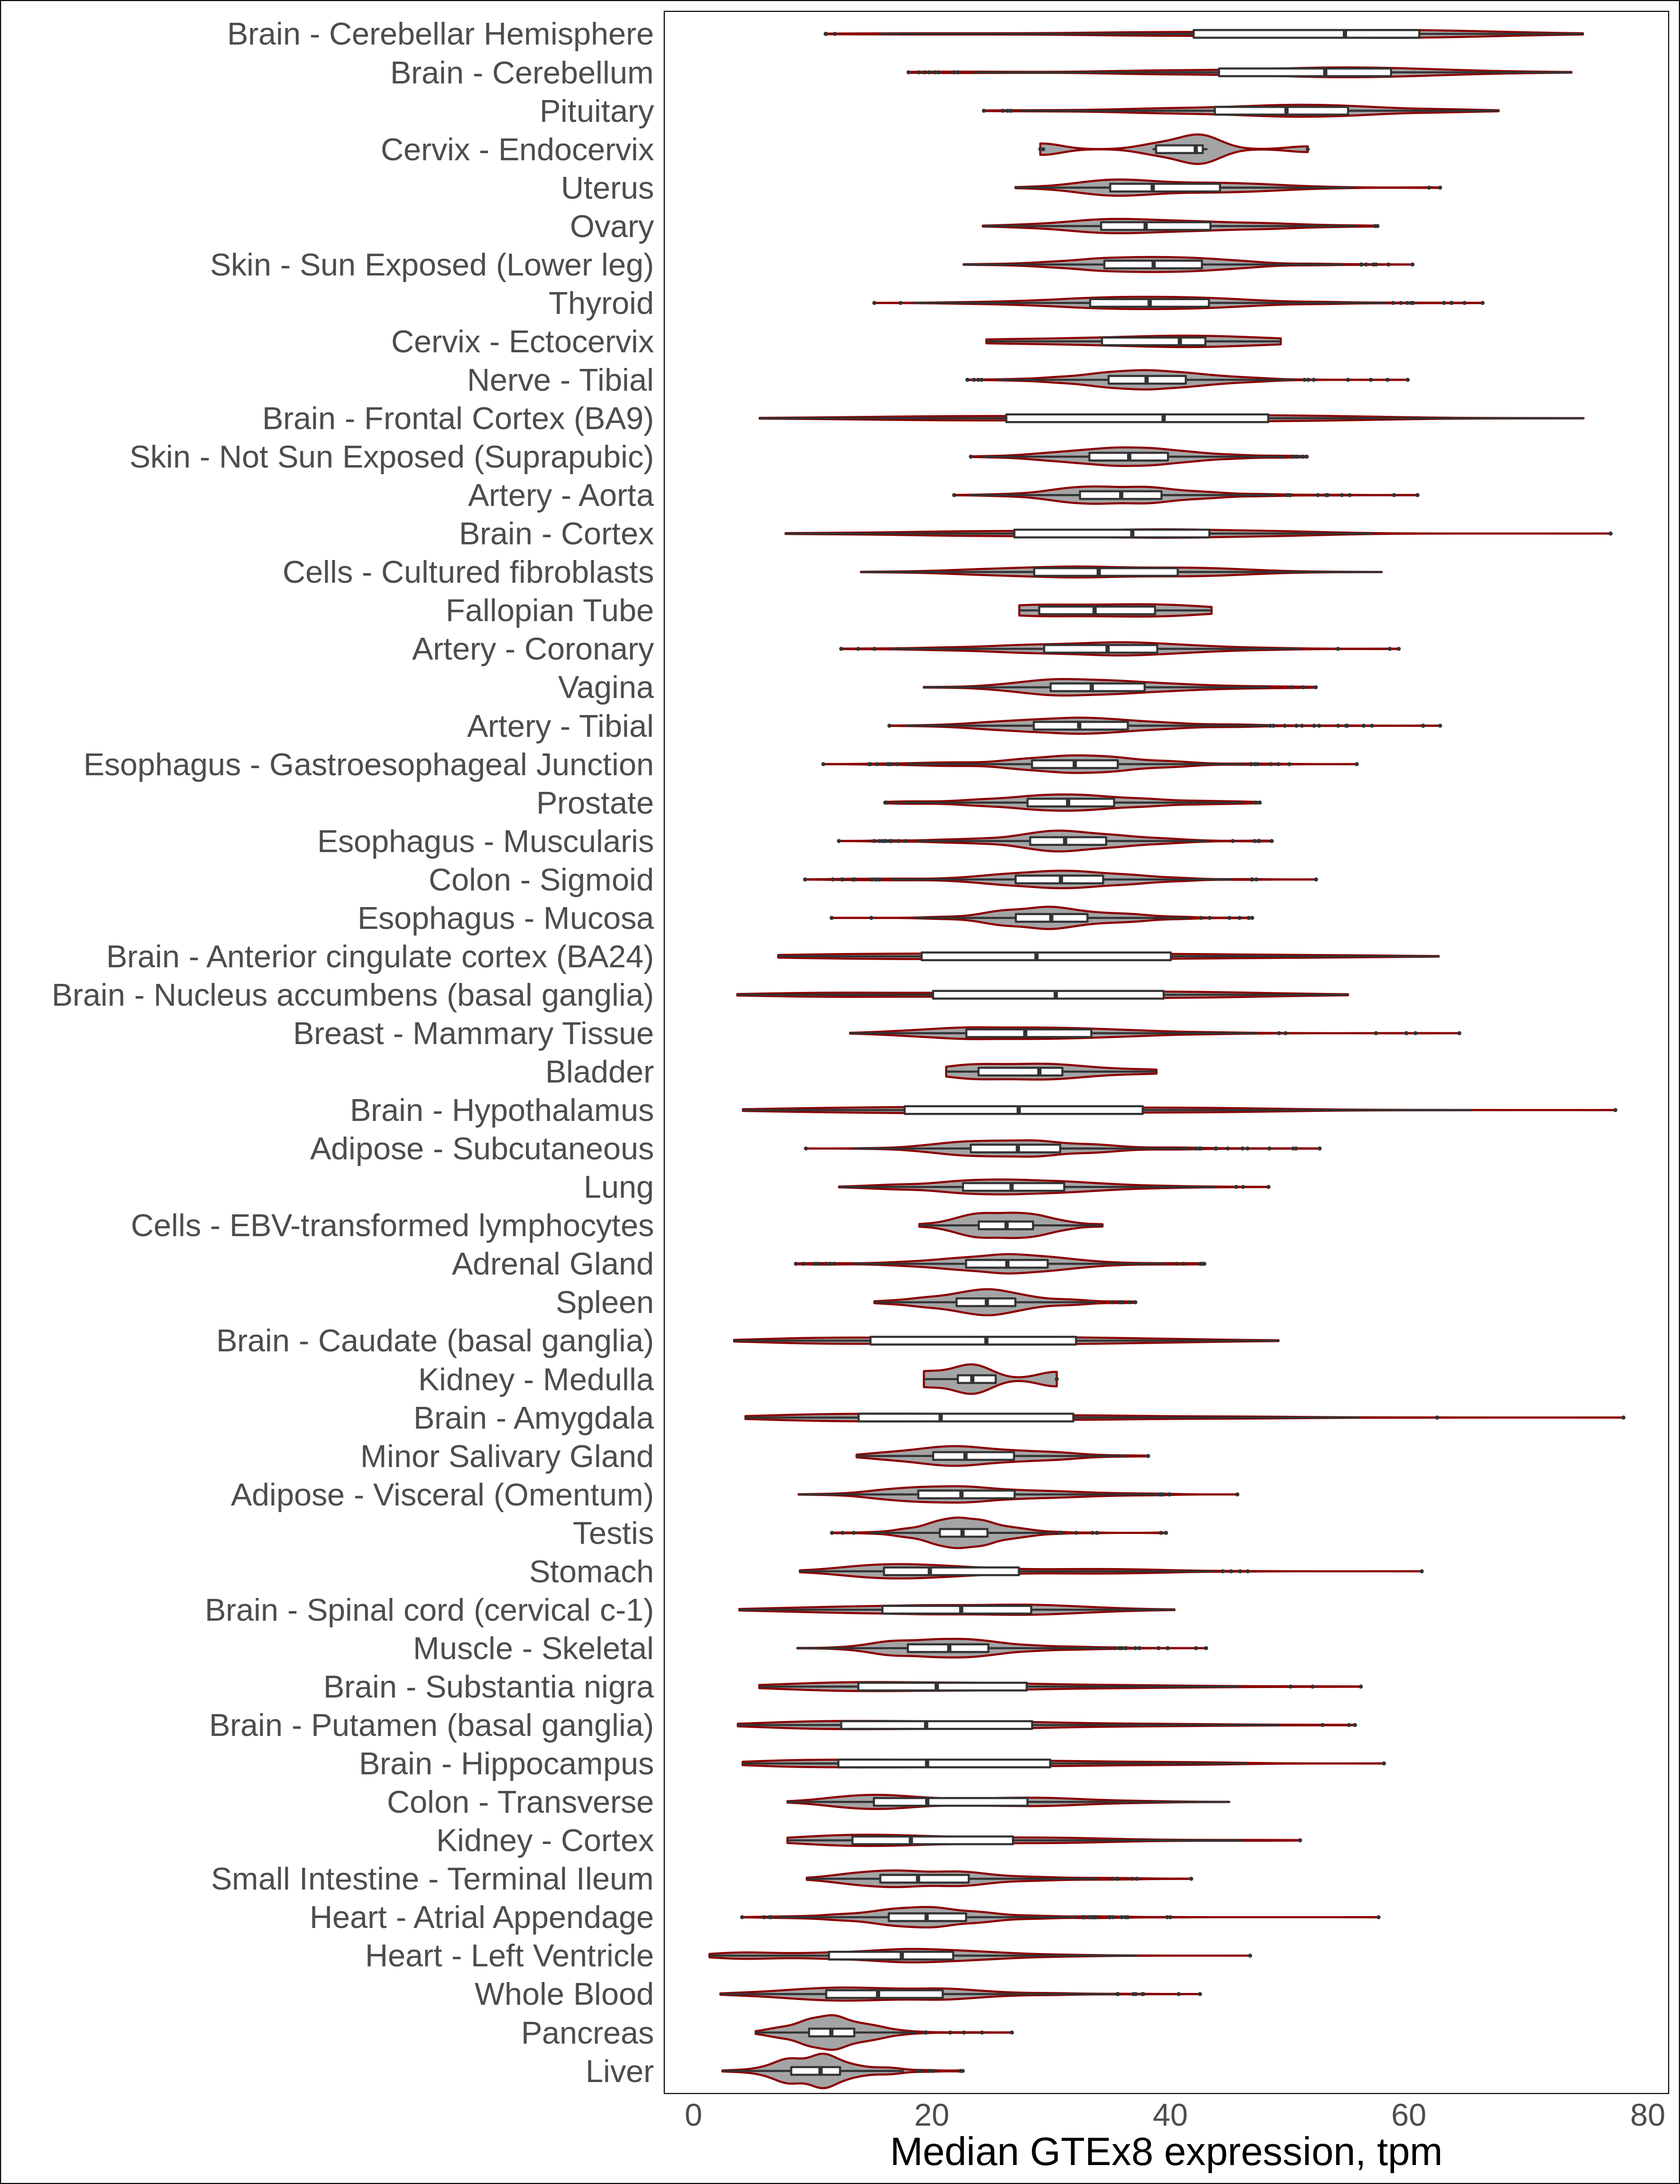 Brain - Cerebellar Hemisphere
Brain - Cerebellum
Pituitary
Cervix - Endocervix
Uterus
Ovary
Skin - Sun Exposed (Lower leg)
Thyroid
Cervix - Ectocervix
Nerve - Tibial
Brain - Frontal Cortex (BA9)
Skin - Not Sun Exposed (Suprapubic)
Artery - Aorta
Brain - Cortex
Cells - Cultured fibroblasts
Fallopian Tube
Artery - Coronary
Vagina
Artery - Tibial
Esophagus - Gastroesophageal Junction
Prostate
Esophagus - Muscularis
Colon - Sigmoid
Esophagus - Mucosa
Brain - Anterior cingulate cortex (BA24)
Brain - Nucleus accumbens (basal ganglia)
Breast - Mammary Tissue
Bladder
Brain - Hypothalamus
Adipose - Subcutaneous
Lung
Cells - EBV-transformed lymphocytes
Adrenal Gland
Spleen
Brain - Caudate (basal ganglia)
Kidney - Medulla
Brain - Amygdala
Minor Salivary Gland
Adipose - Visceral (Omentum)
Testis
Stomach
Brain - Spinal cord (cervical c-1)
Muscle - Skeletal
Brain - Substantia nigra
Brain - Putamen (basal ganglia)
Brain - Hippocampus
Colon - Transverse
Kidney - Cortex
Small Intestine - Terminal Ileum
Heart - Atrial Appendage
Heart - Left Ventricle
Whole Blood
Pancreas
Liver
0 20 40 60 80
Median GTEx8 expression, tpm